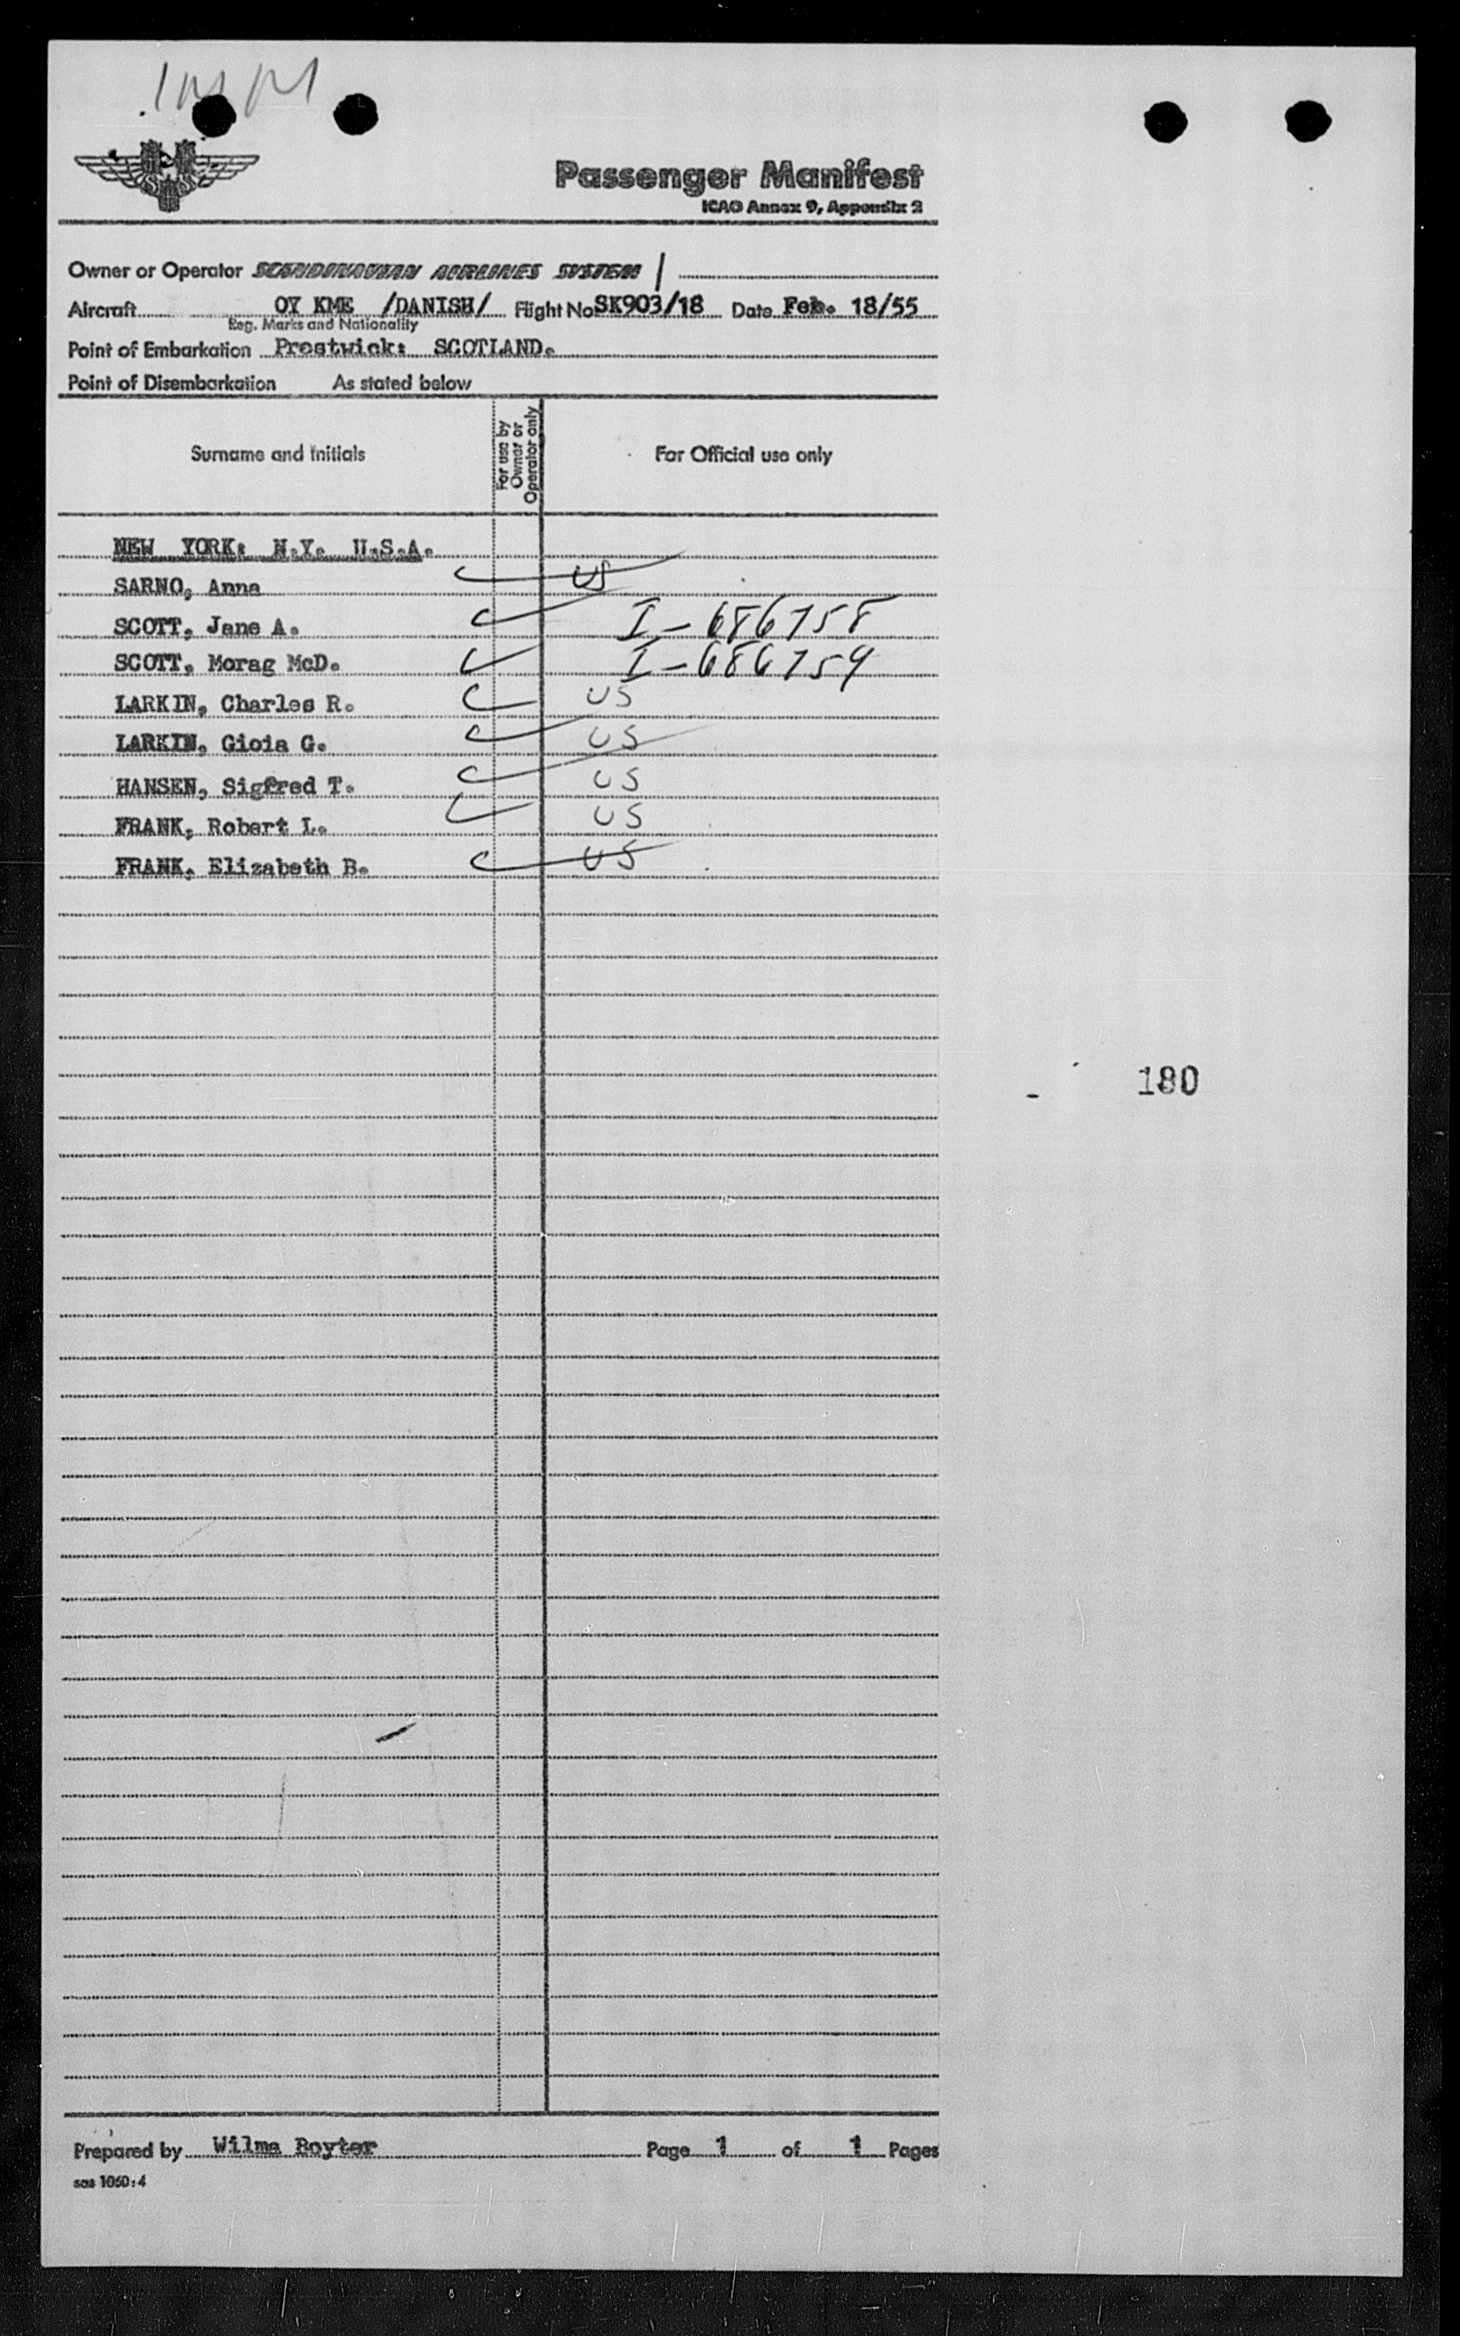 IMM
SAS
Passenger Manifest
ICAO Annex 9, Appendix 2
Owner or Operator SCANDINAVIAN AIRLINES SYSTEM
Aircraft OY KME /DANISH/ Flight No SK903/18 Date Feb. 18/55
Reg. Marks and Nationality
Point of Embarkation Prestwick: SCOTLAND.
Point of Disembarkation As stated below
Surname and Initials For use by Owner or Operator only For Official use only
NEW YORK: N.Y. U.S.A.
SARNO, Anna US
SCOTT, Jane A. I-686758
SCOTT, Morag McD. I-686759
LARKIN, Charles R. US
LARKIN, Gioia G. US
HANSEN, Sigfred T. US
FRANK, Robert L. US
FRANK, Elizabeth B. US
180
Prepared by Wilma Boyter Page 1 of 1 Pages
sas 1060:4